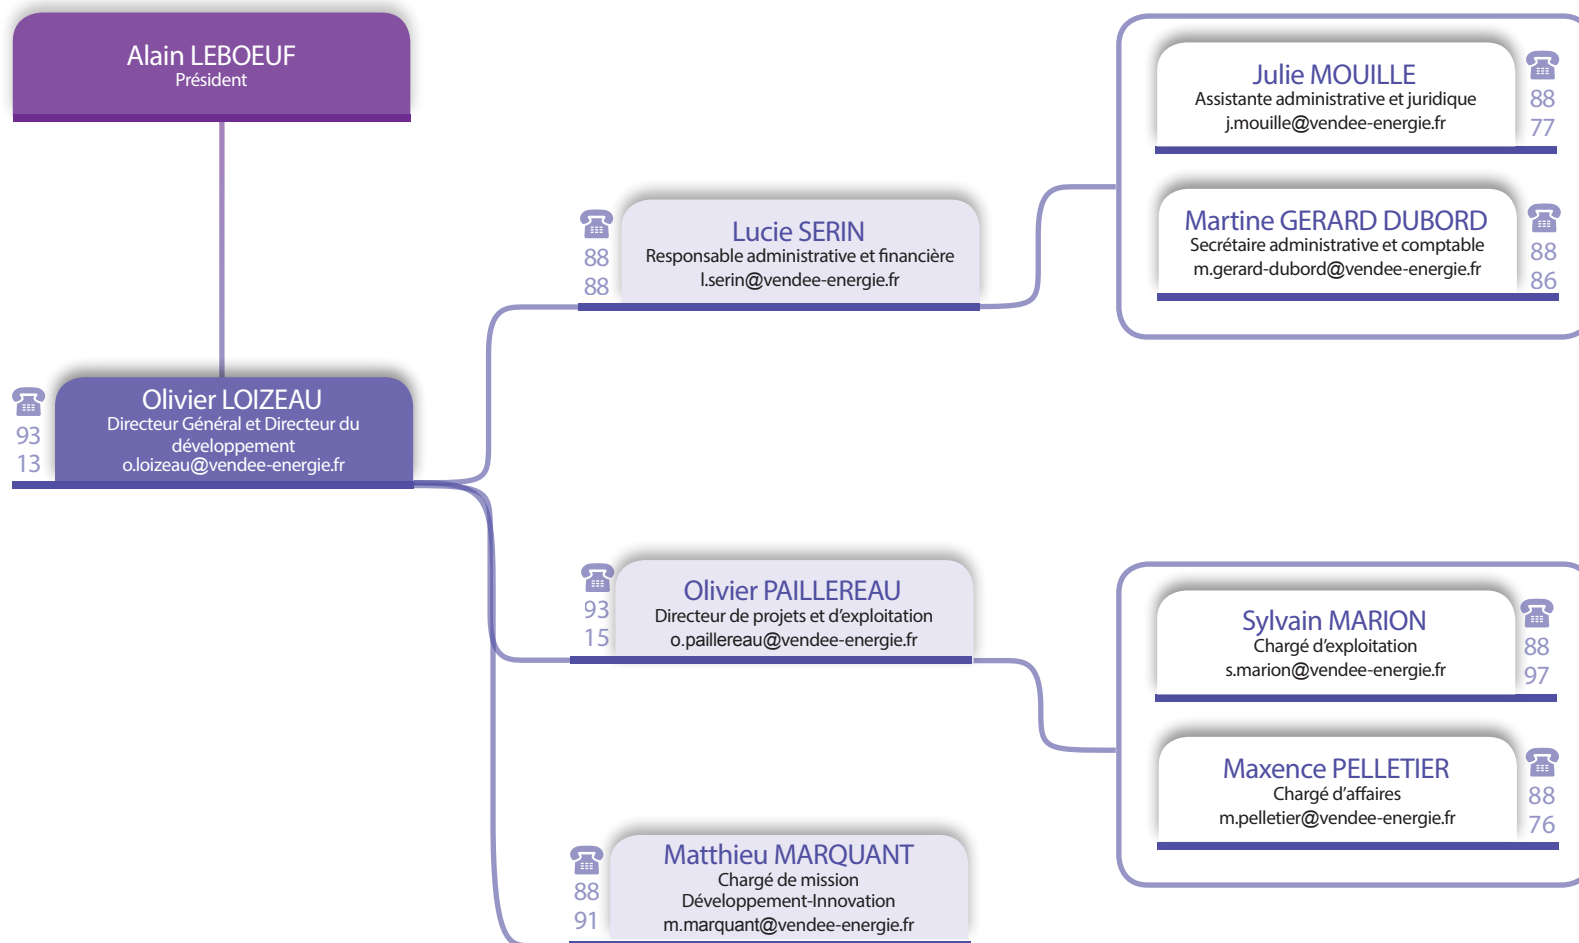 Alain LEBOEUF
Président
Julie MOUILLE
Assistante administrative et juridique
j.mouille@vendee-energie.fr
88
77
Martine GERARD DUBORD
Secrétaire administrative et comptable
m.gerard-dubord@vendee-energie.fr
88
86
Lucie SERIN
Responsable administrative et financière
l.serin@vendee-energie.fr
88
88
Olivier LOIZEAU
Directeur Général et Directeur du
développement
o.loizeau@vendee-energie.fr
93
13
Olivier PAILLEREAU
Directeur de projets et d'exploitation
o.paillereau@vendee-energie.fr
93
15
Sylvain MARION
Chargé d'exploitation
s.marion@vendee-energie.fr
88
97
Maxence PELLETIER
Chargé d'affaires
m.pelletier@vendee-energie.fr
88
76
Matthieu MARQUANT
Chargé de mission
Développement-Innovation
m.marquant@vendee-energie.fr
88
91